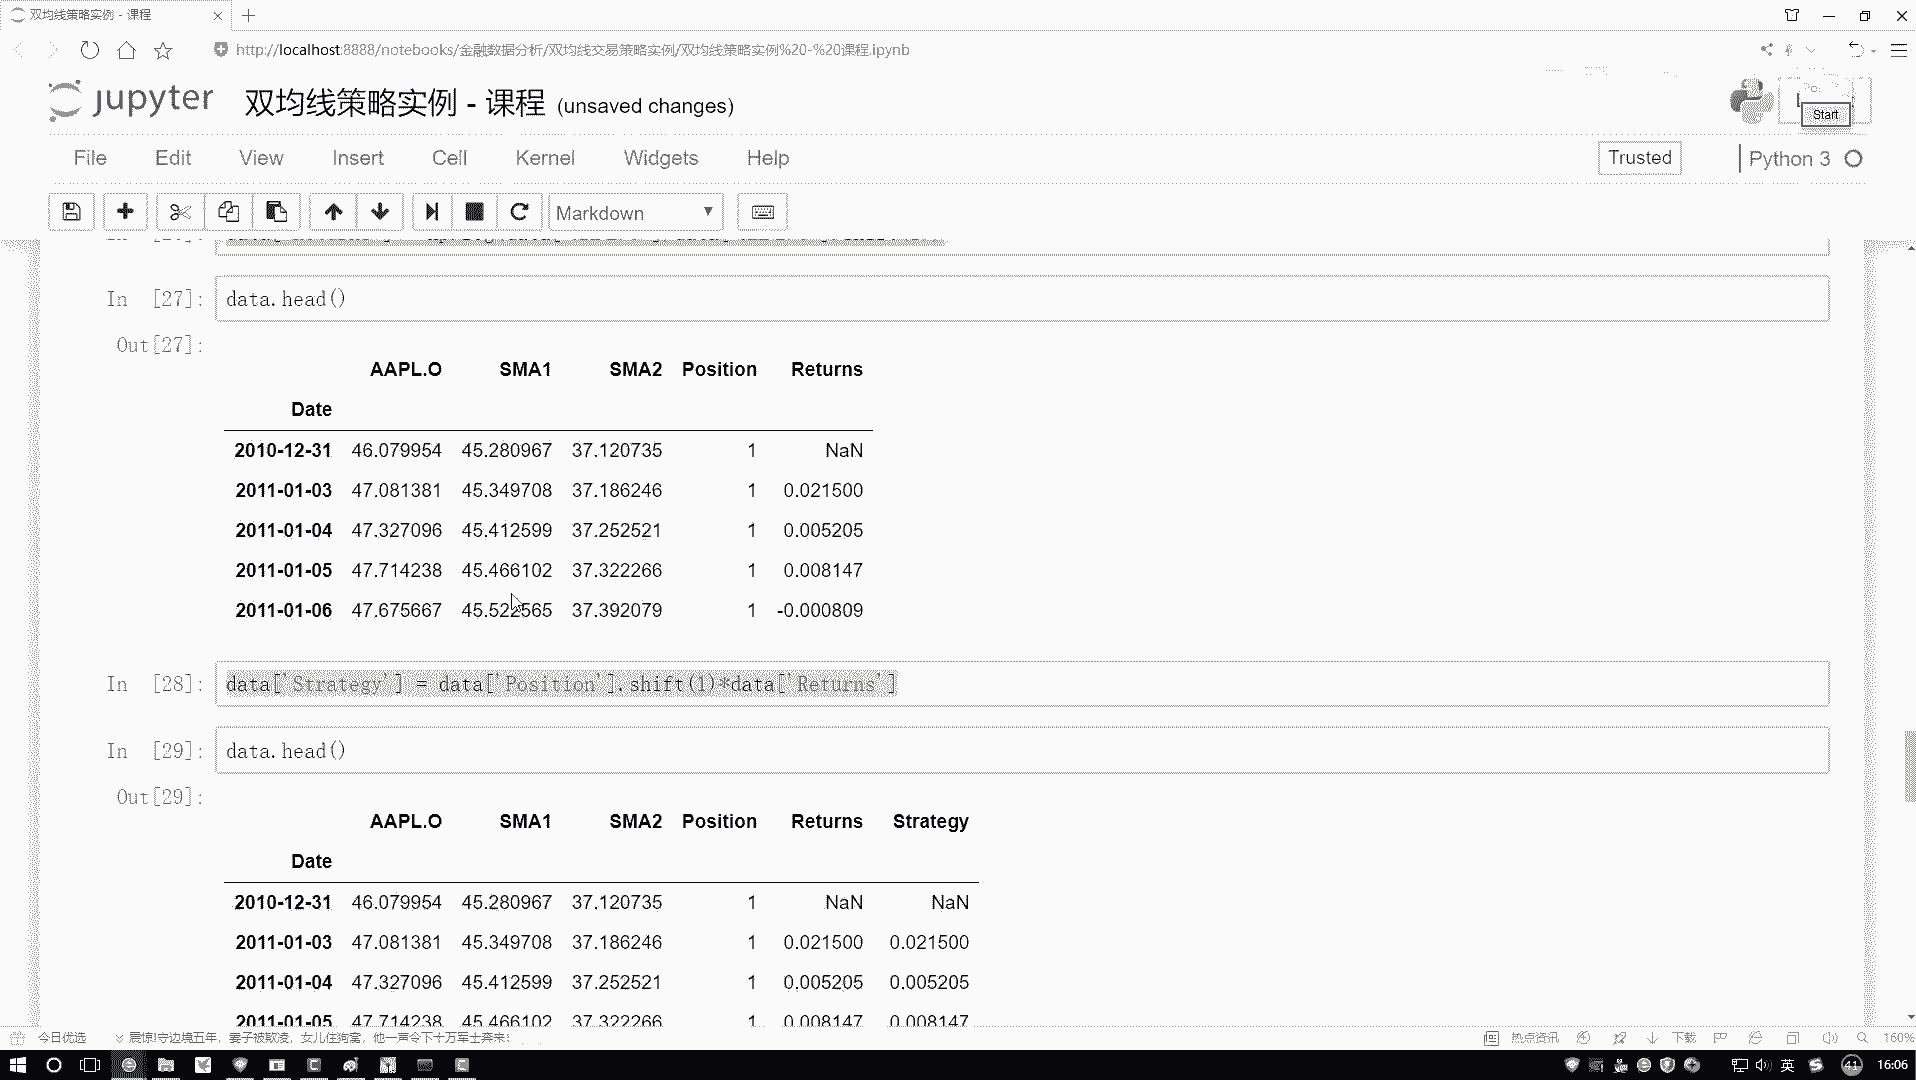 双均线策略实例 - 课程
http://localhost:8888/notebooks/金融数据分析/双均线交易策略实例/双均线策略实例%20-%20课程.ipynb
jupyter 双均线策略实例 - 课程 (unsaved changes)
Start
File Edit View Insert Cell Kernel Widgets Help
Trusted Python 3
Markdown
In [27]: data.head()
Out[27]:
AAPL.O SMA1 SMA2 Position Returns
Date
2010-12-31 46.079954 45.280967 37.120735 1 NaN
2011-01-03 47.081381 45.349708 37.186246 1 0.021500
2011-01-04 47.327096 45.412599 37.252521 1 0.005205
2011-01-05 47.714238 45.466102 37.322266 1 0.008147
2011-01-06 47.675667 45.522565 37.392079 1 -0.000809
In [28]: data['Strategy'] = data['Position'].shift(1)*data['Returns']
In [29]: data.head()
Out[29]:
AAPL.O SMA1 SMA2 Position Returns Strategy
Date
2010-12-31 46.079954 45.280967 37.120735 1 NaN NaN
2011-01-03 47.081381 45.349708 37.186246 1 0.021500 0.021500
2011-01-04 47.327096 45.412599 37.252521 1 0.005205 0.005205
2011-01-05 47.714238 45.466102 37.322266 1 0.008147 0.008147
今日优选 震惊!守边境五年，妻子被欺凌，女儿住狗窝，他一声令下十万军士奔来! 热点资讯 下载 160%
英 41 16:06